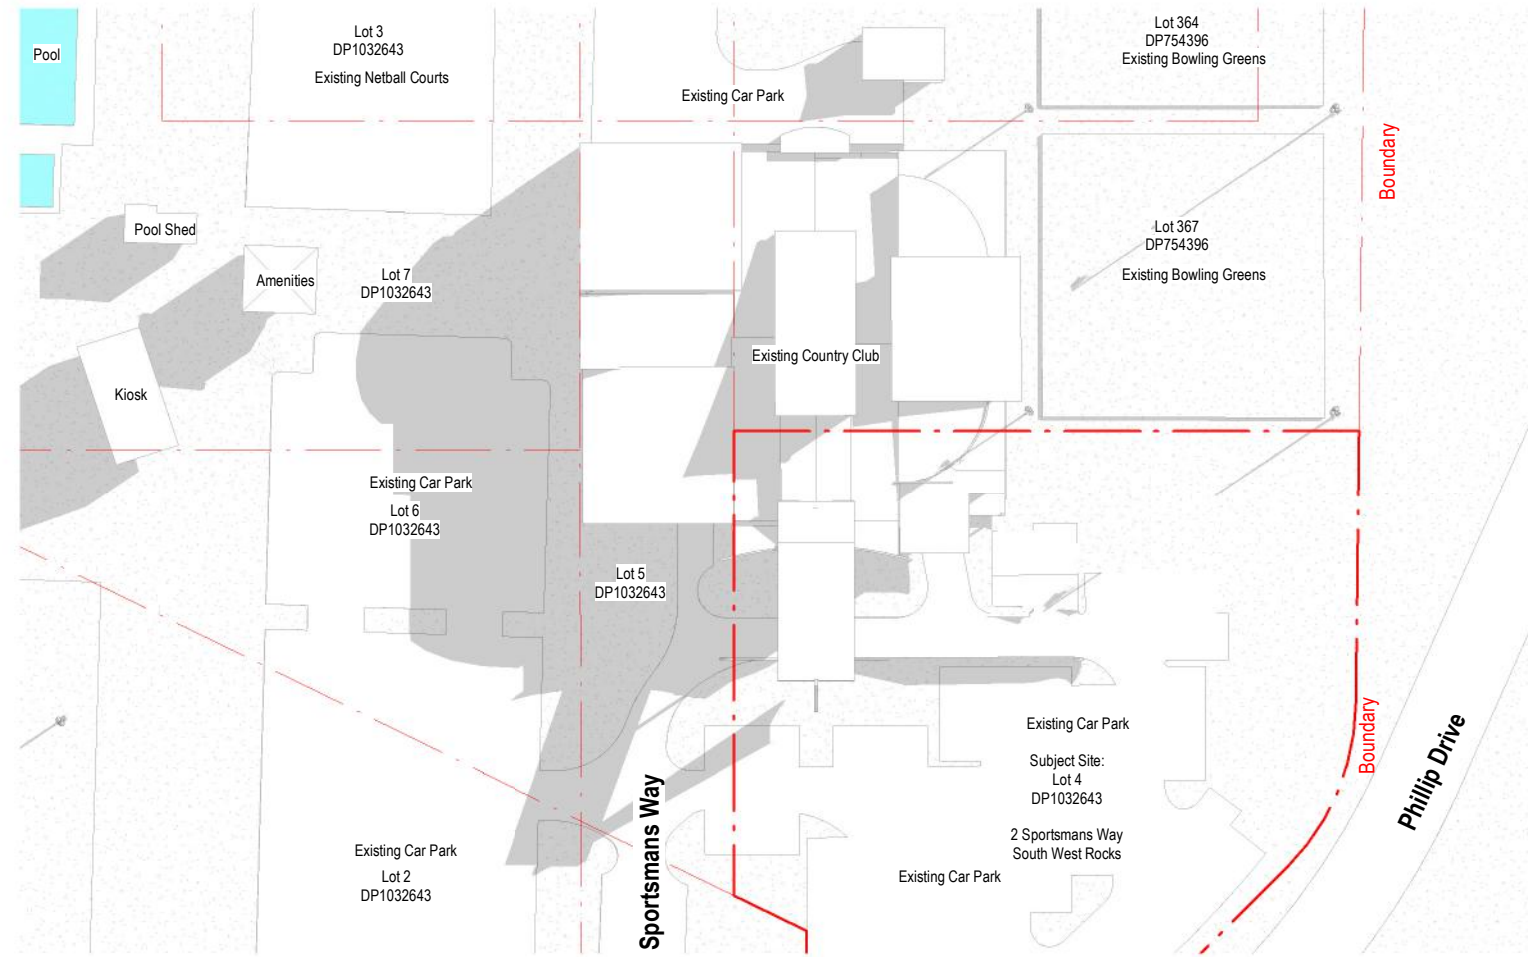 Pool
Lot 3
DP1032643
Existing Netball Courts
Existing Car Park
Lot 364
DP754396
Existing Bowling Greens
Boundary
Pool Shed
Amenities
Lot 7
DP1032643
Lot 367
DP754396
Existing Bowling Greens
Existing Country Club
Kiosk
Existing Car Park
Lot 6
DP1032643
Lot 5
DP1032643
Existing Car Park
Subject Site:
Lot 4
DP1032643
2 Sportsmans Way
South West Rocks
Existing Car Park
Boundary
Phillip Drive
Sportsmans Way
Existing Car Park
Lot 2
DP1032643